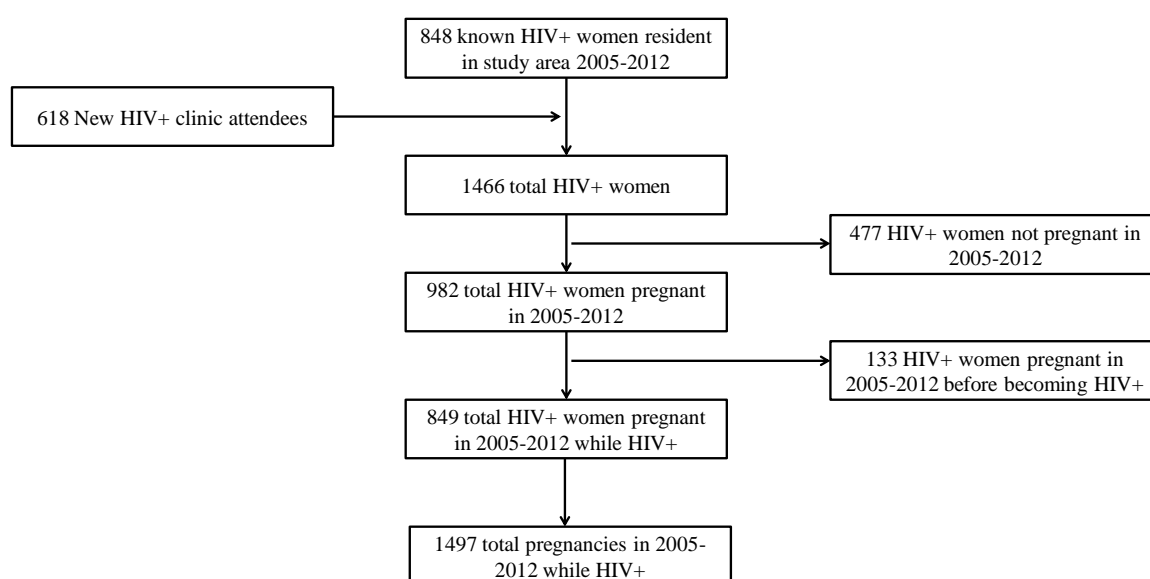 848 known HIV+ women resident
in study area 2005-2012
618 New HIV+ clinic attendees
1466 total HIV+ women
477 HIV+ women not pregnant in
2005-2012
982 total HIV+ women pregnant
in 2005-2012
133 HIV+ women pregnant in
2005-2012 before becoming HIV+
849 total HIV+ women pregnant
in 2005-2012 while HIV+
1497 total pregnancies in 2005-
2012 while HIV+